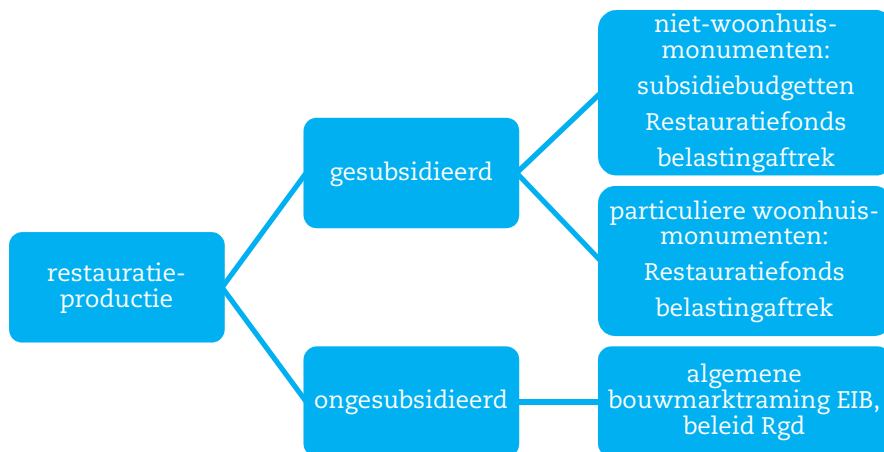 restauratie-
productie
gesubsidieerd
niet-woonhuis-
monumenten:
subsidiebudgetten
Restauratiefonds
belastingaftrek
particuliere woonhuis-
monumenten:
Restauratiefonds
belastingaftrek
ongesubsidieerd
algemene
bouwmarktraming EIB,
beleid Rgd